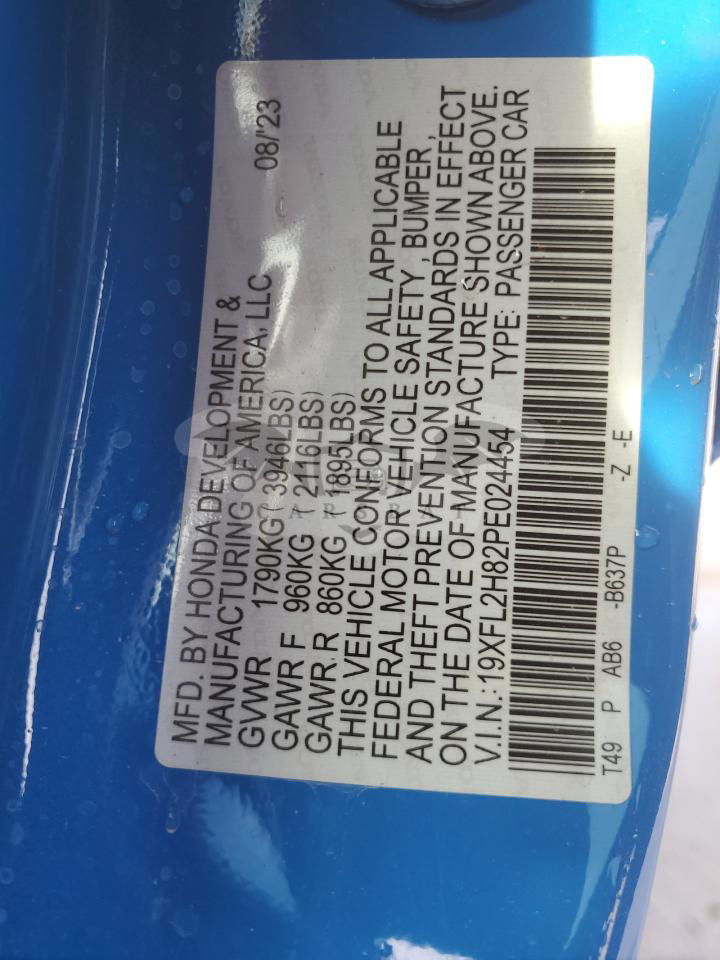 MFD. BY HONDA DEVELOPMENT &
MANUFACTURING OF AMERICA, LLC 08/'23
GVWR 1790KG (3946LBS)
GAWR F 960KG (2116LBS)
GAWR R 860KG (1895LBS)
THIS VEHICLE CONFORMS TO ALL APPLICABLE
FEDERAL MOTOR VEHICLE SAFETY, BUMPER,
AND THEFT PREVENTION STANDARDS IN EFFECT
ON THE DATE OF MANUFACTURE SHOWN ABOVE.
V.I.N.:19XFL2H82PE024454 TYPE: PASSENGER CAR
T49 P AB6 -B637P -Z -E